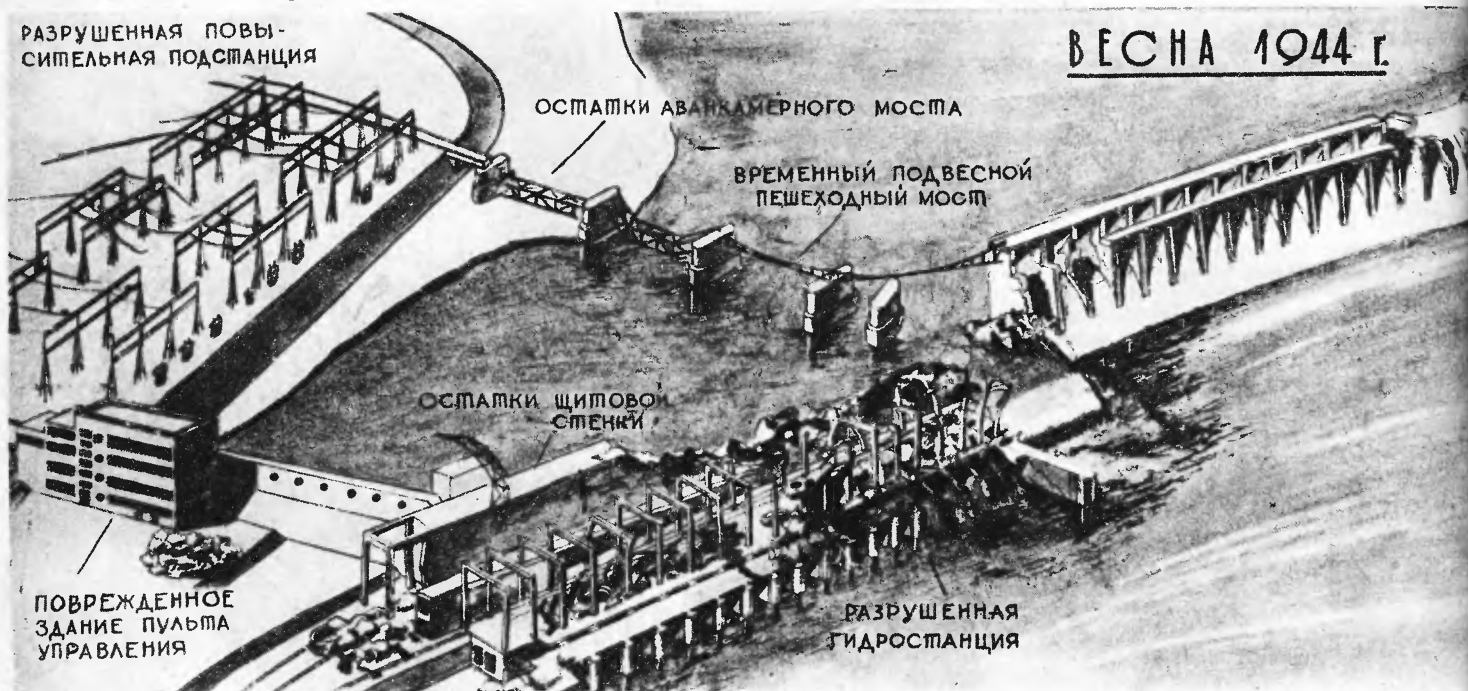 РАЗРУШЕННАЯ ПОВЫ-
СИТЕЛЬНАЯ ПОДСТАНЦИЯ
ВЕСНА 1944 г.
ОСТАТКИ АВАНКАМЕРНОГО МОСТА
ВРЕМЕННЫЙ ПОДВЕСНОЙ
ПЕШЕХОДНЫЙ МОСТ
ОСТАТКИ ЩИТОВОЙ
СТЕНКИ
ПОВРЕЖДЕННОЕ
ЗДАНИЕ ПУЛЬТА
УПРАВЛЕНИЯ
РАЗРУШЕННАЯ
ГИДРОСТАНЦИЯ